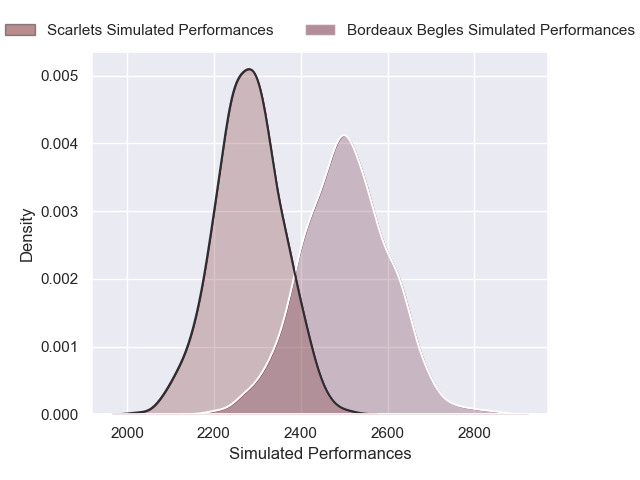 Scarlets Simulated Performances
Bordeaux Begles Simulated Performances
0.005
0.004
0.003
0.002
0.001
0.000
Density
2000
2200
2400
2600
2800
Simulated Performances